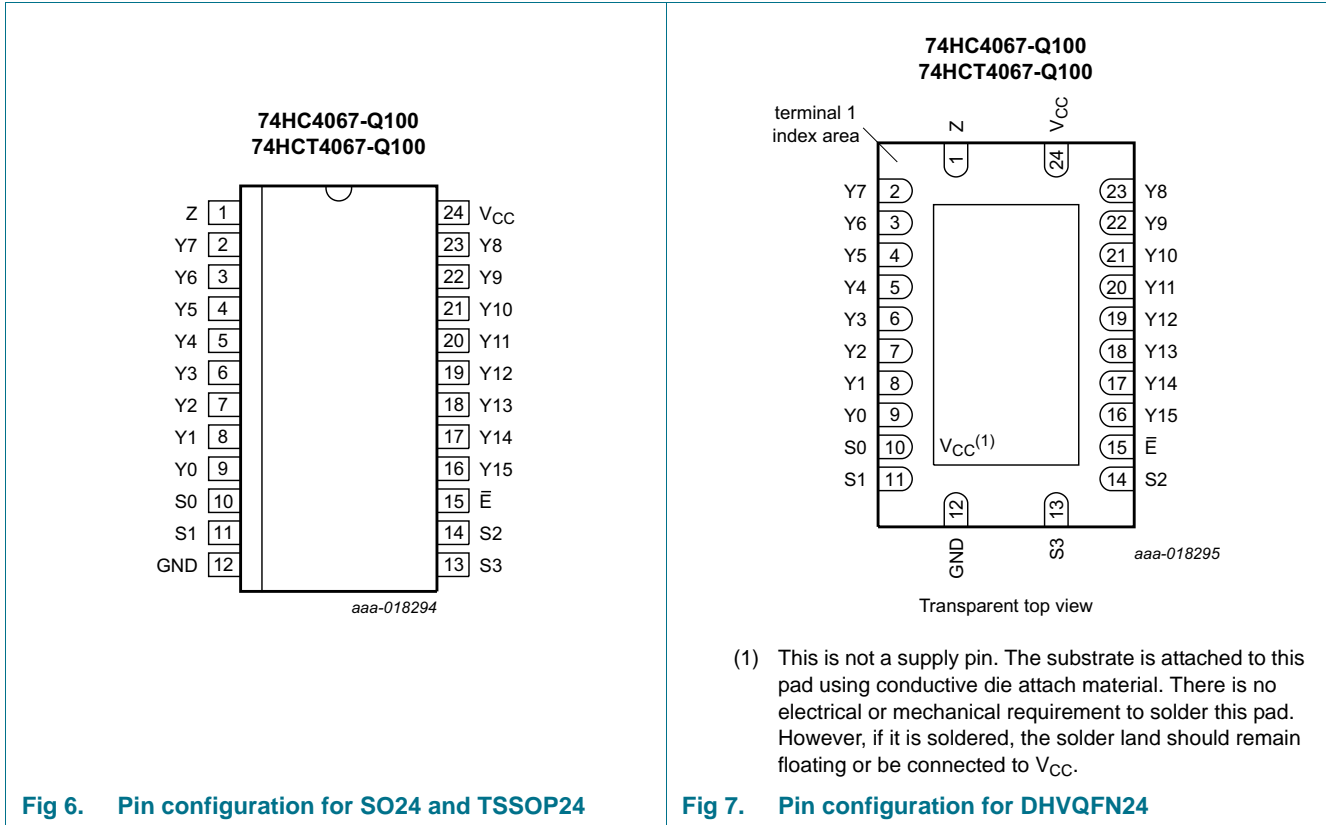 74HC4067-Q100
74HCT4067-Q100
Z 1
Y7 2
Y6 3
Y5 4
Y4 5
Y3 6
Y2 7
Y1 8
Y0 9
S0 10
S1 11
GND 12
24 VCC
23 Y8
22 Y9
21 Y10
20 Y11
19 Y12
18 Y13
17 Y14
16 Y15
15 E̅
14 S2
13 S3
aaa-018294
Fig 6. Pin configuration for SO24 and TSSOP24
74HC4067-Q100
74HCT4067-Q100
terminal 1
index area
Z
VCC
1
24
Y7 2
Y6 3
Y5 4
Y4 5
Y3 6
Y2 7
Y1 8
Y0 9
S0 10
S1 11
VCC(1)
23 Y8
22 Y9
21 Y10
20 Y11
19 Y12
18 Y13
17 Y14
16 Y15
15 E̅
14 S2
12
13
GND
S3
aaa-018295
Transparent top view
(1) This is not a supply pin. The substrate is attached to this
pad using conductive die attach material. There is no
electrical or mechanical requirement to solder this pad.
However, if it is soldered, the solder land should remain
floating or be connected to VCC.
Fig 7. Pin configuration for DHVQFN24